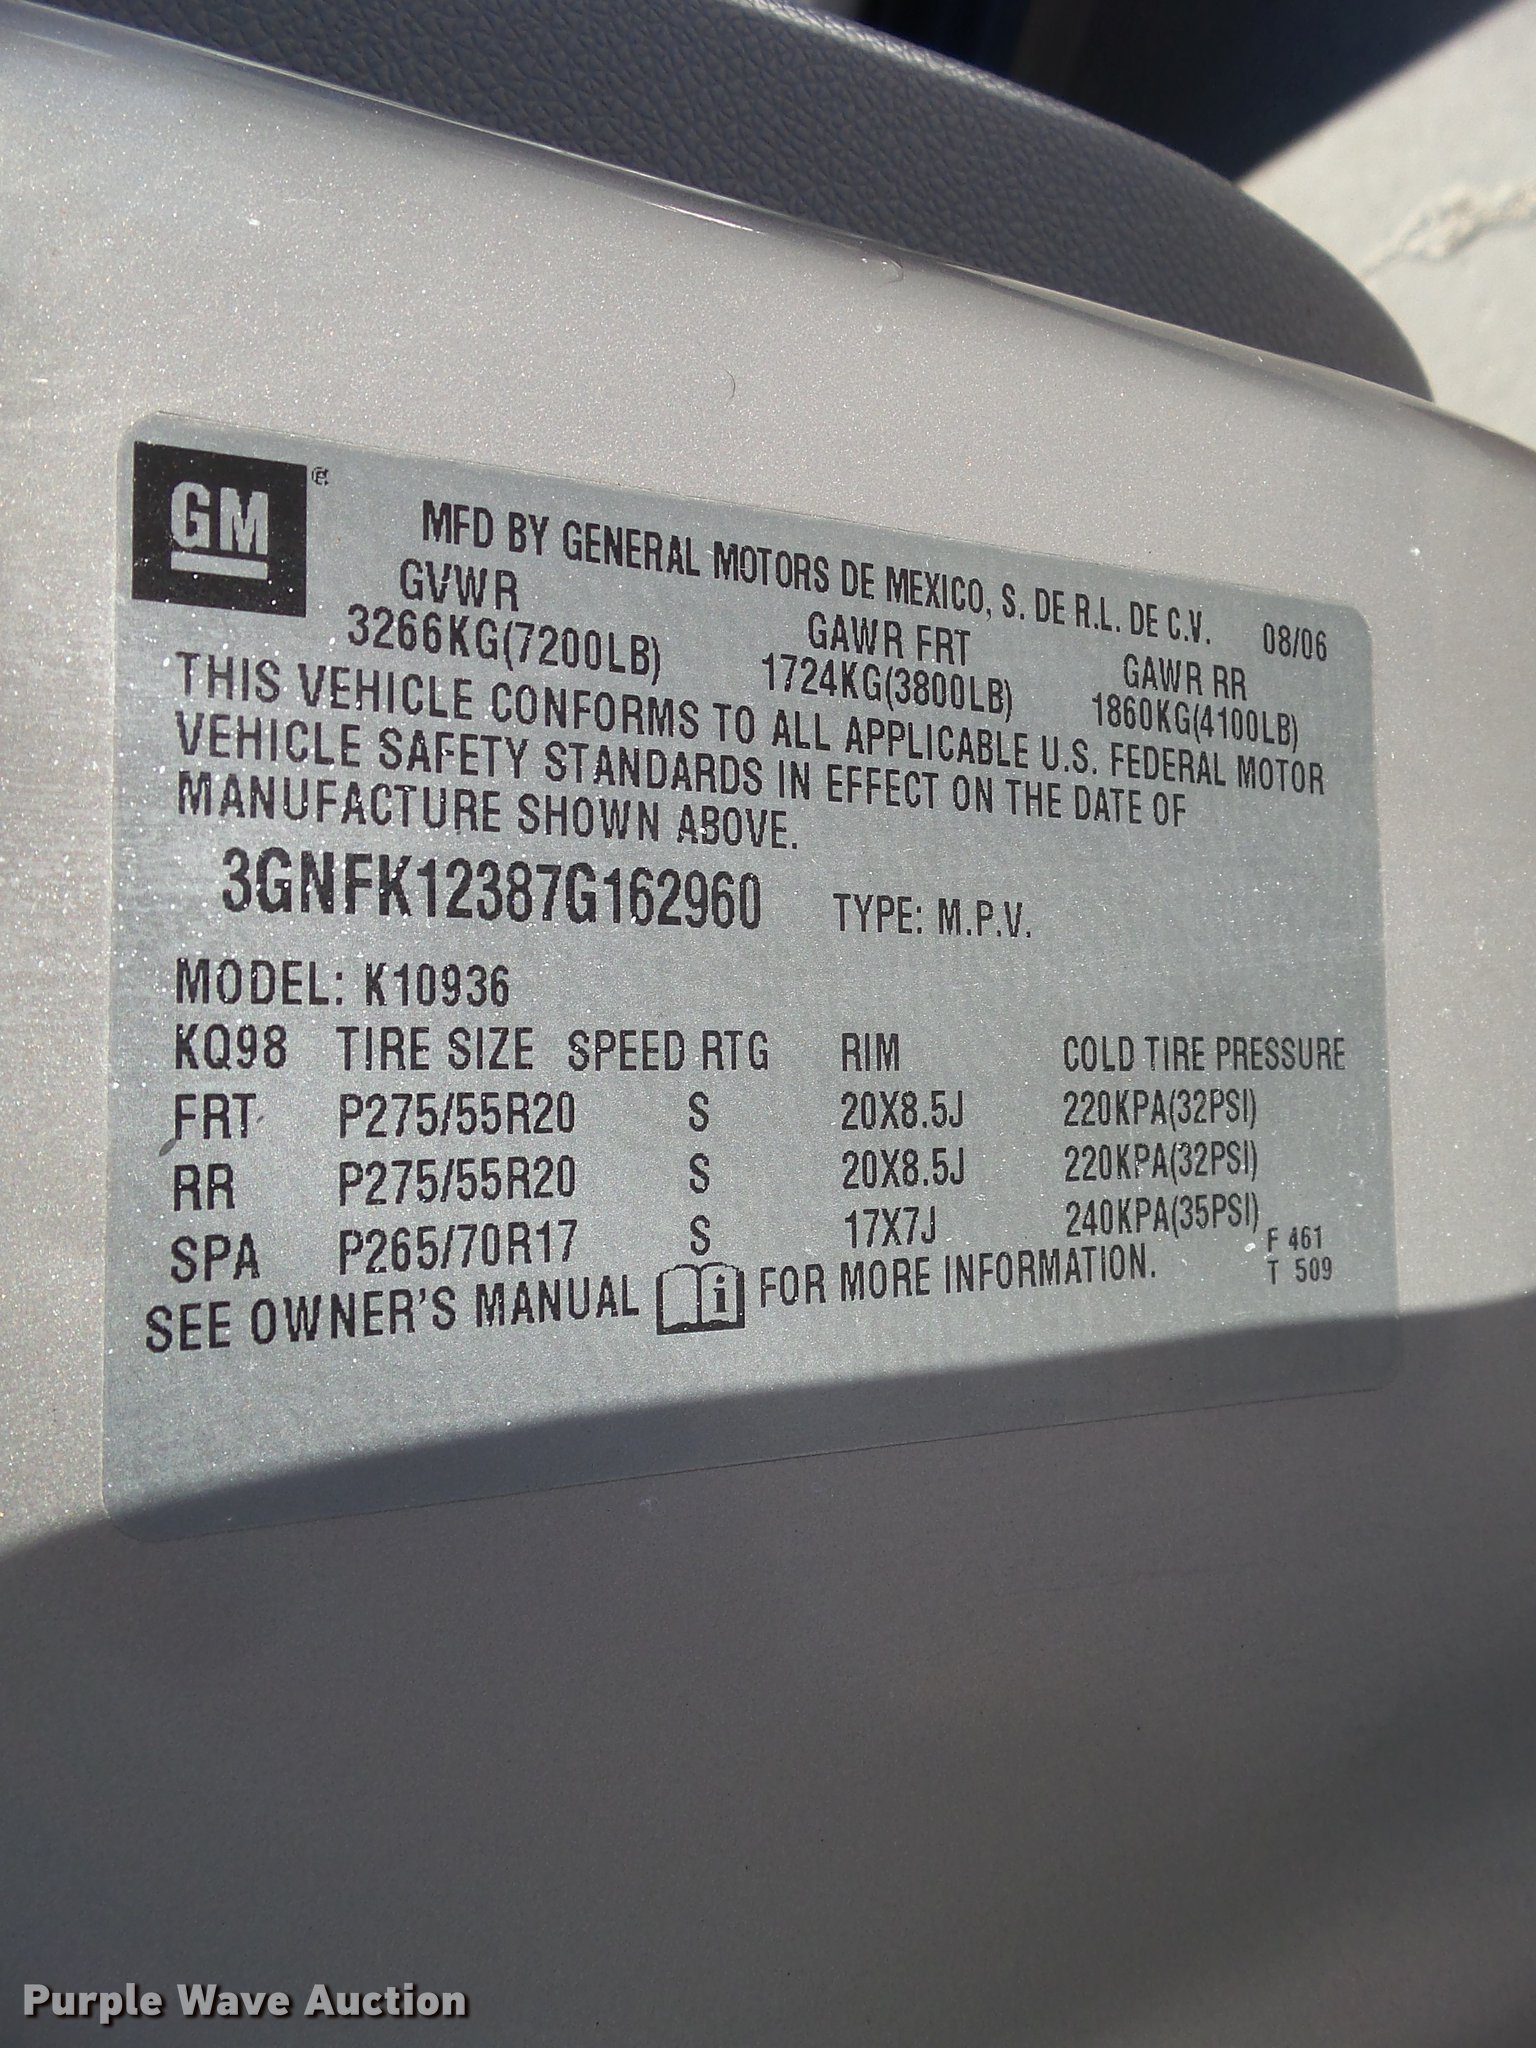 GM
MFD BY GENERAL MOTORS DE MEXICO, S. DE R.L. DE C.V. 08/06
GVWR GAWR FRT GAWR RR
3266KG(7200LB) 1724KG(3800LB) 1860KG(4100LB)
THIS VEHICLE CONFORMS TO ALL APPLICABLE U.S. FEDERAL MOTOR
VEHICLE SAFETY STANDARDS IN EFFECT ON THE DATE OF
MANUFACTURE SHOWN ABOVE.
3GNFK12387G162960 TYPE: M.P.V.
MODEL: K10936
KQ98 TIRE SIZE SPEED RTG RIM COLD TIRE PRESSURE
FRT P275/55R20 S 20X8.5J 220KPA(32PSI)
RR P275/55R20 S 20X8.5J 220KPA(32PSI)
SPA P265/70R17 S 17X7J 240KPA(35PSI)
SEE OWNER'S MANUAL i FOR MORE INFORMATION.
F 461
T 509
Purple Wave Auction